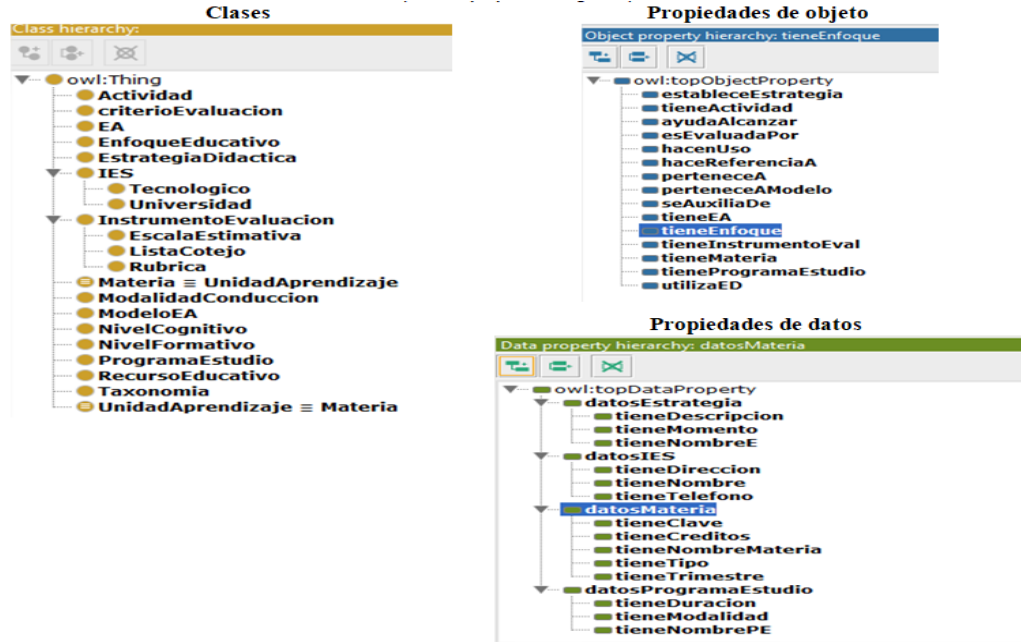 Clases
Class hierarchy:
owl:Thing
Actividad
criterioEvaluacion
EA
EnfoqueEducativo
EstrategiaDidactica
IES
Tecnologico
Universidad
InstrumentoEvaluacion
EscalaEstimativa
ListaCotejo
Rubrica
Materia ≡ UnidadAprendizaje
ModalidadConduccion
ModeloEA
NivelCognitivo
NivelFormativo
ProgramaEstudio
RecursoEducativo
Taxonomia
UnidadAprendizaje ≡ Materia
Propiedades de objeto
Object property hierarchy: tieneEnfoque
owl:topObjectProperty
estableceEstrategia
tieneActividad
ayudaAlcanzar
esEvaluadaPor
hacenUso
haceReferenciaA
perteneceA
perteneceAModelo
seAuxiliaDe
tieneEA
tieneEnfoque
tieneInstrumentoEval
tieneMateria
tieneProgramaEstudio
utilizaED
Propiedades de datos
Data property hierarchy: datosMateria
owl:topDataProperty
datosEstrategia
tieneDescripcion
tieneMomento
tieneNombreE
datosIES
tieneDireccion
tieneNombre
tieneTelefono
datosMateria
tieneClave
tieneCreditos
tieneNombreMateria
tieneTipo
tieneTrimestre
datosProgramaEstudio
tieneDuracion
tieneModalidad
tieneNombrePE